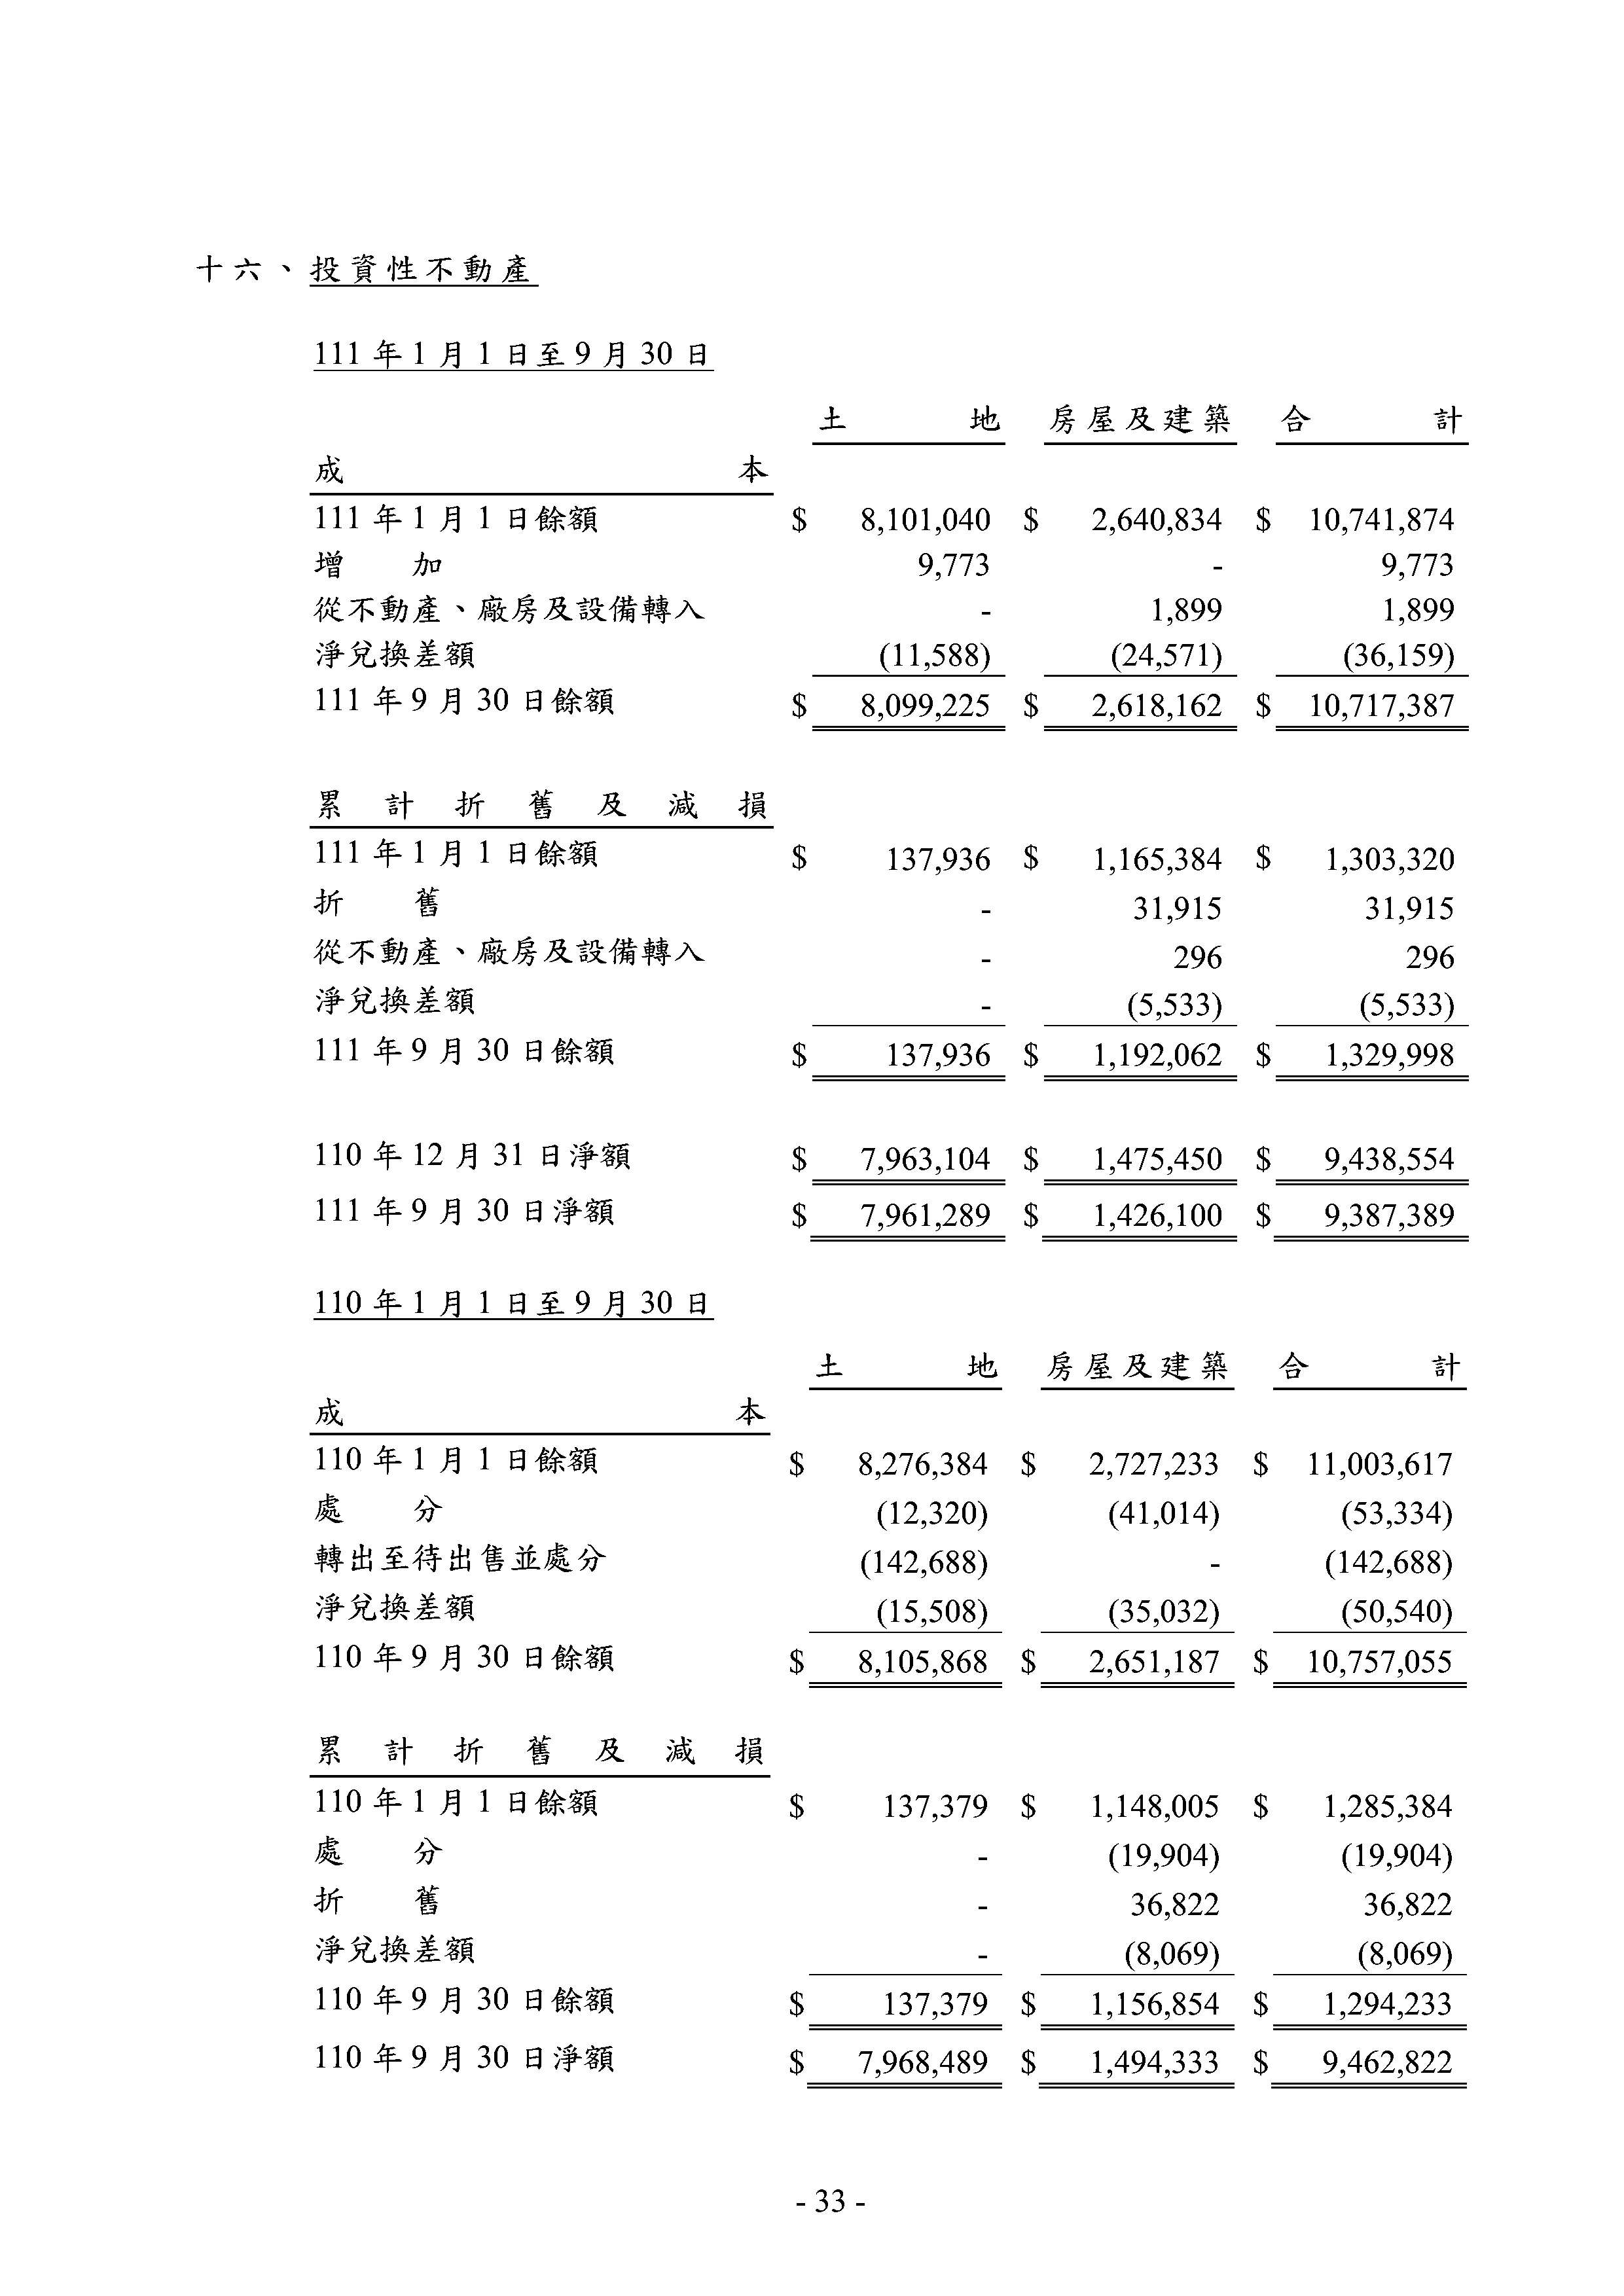 十六、投資性不動產
111 年 1 月 1 日至 9 月 30 日
土地 房屋及建築 合計
成本
111 年 1 月 1 日餘額 $ 8,101,040 $ 2,640,834 $ 10,741,874
增加 9,773 - 9,773
從不動產、廠房及設備轉入 - 1,899 1,899
淨兌換差額 (11,588) (24,571) (36,159)
111 年 9 月 30 日餘額 $ 8,099,225 $ 2,618,162 $ 10,717,387
累計折舊及減損
111 年 1 月 1 日餘額 $ 137,936 $ 1,165,384 $ 1,303,320
折舊 - 31,915 31,915
從不動產、廠房及設備轉入 - 296 296
淨兌換差額 - (5,533) (5,533)
111 年 9 月 30 日餘額 $ 137,936 $ 1,192,062 $ 1,329,998
110 年 12 月 31 日淨額 $ 7,963,104 $ 1,475,450 $ 9,438,554
111 年 9 月 30 日淨額 $ 7,961,289 $ 1,426,100 $ 9,387,389
110 年 1 月 1 日至 9 月 30 日
土地 房屋及建築 合計
成本
110 年 1 月 1 日餘額 $ 8,276,384 $ 2,727,233 $ 11,003,617
處分 (12,320) (41,014) (53,334)
轉出至待出售並處分 (142,688) - (142,688)
淨兌換差額 (15,508) (35,032) (50,540)
110 年 9 月 30 日餘額 $ 8,105,868 $ 2,651,187 $ 10,757,055
累計折舊及減損
110 年 1 月 1 日餘額 $ 137,379 $ 1,148,005 $ 1,285,384
處分 - (19,904) (19,904)
折舊 - 36,822 36,822
淨兌換差額 - (8,069) (8,069)
110 年 9 月 30 日餘額 $ 137,379 $ 1,156,854 $ 1,294,233
110 年 9 月 30 日淨額 $ 7,968,489 $ 1,494,333 $ 9,462,822
- 33 -